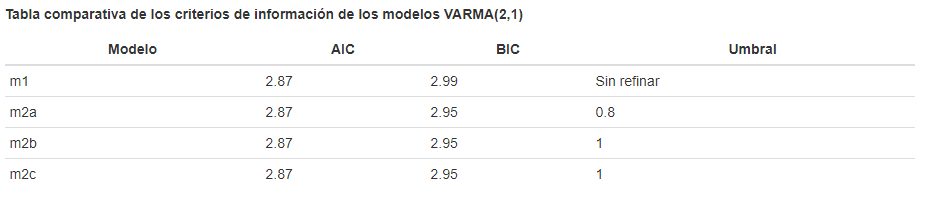 Tabla comparativa de los criterios de información de los modelos VARMA(2,1)
Modelo AIC BIC Umbral
m1 2.87 2.99 Sin refinar
m2a 2.87 2.95 0.8
m2b 2.87 2.95 1
m2c 2.87 2.95 1